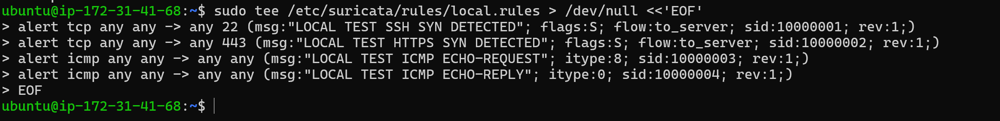 ubuntu@ip-172-31-41-68:~$ sudo tee /etc/suricata/rules/local.rules > /dev/null <<'EOF'
> alert tcp any any -> any 22 (msg:"LOCAL TEST SSH SYN DETECTED"; flags:S; flow:to_server; sid:10000001; rev:1;)
> alert tcp any any -> any 443 (msg:"LOCAL TEST HTTPS SYN DETECTED"; flags:S; flow:to_server; sid:10000002; rev:1;)
> alert icmp any any -> any any (msg:"LOCAL TEST ICMP ECHO-REQUEST"; itype:8; sid:10000003; rev:1;)
> alert icmp any any -> any any (msg:"LOCAL TEST ICMP ECHO-REPLY"; itype:0; sid:10000004; rev:1;)
> EOF
ubuntu@ip-172-31-41-68:~$